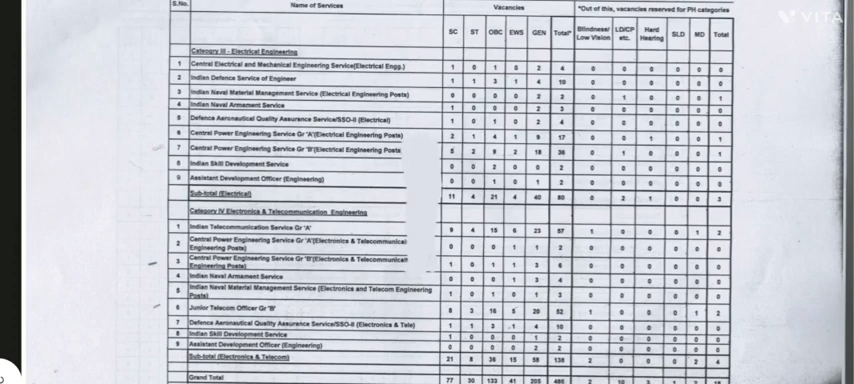 VITA
S.No. Name of Services Vacancies *Out of this, vacancies reserved for PH categories
SC ST OBC EWS GEN Total* Blindness/ Low Vision LD/CP etc. Hard Hearing SLD MD Total
Category III - Electrical Engineering
1 Central Electrical and Mechanical Engineering Service(Electrical Engg.) 1 0 1 0 2 4 0 0 0 0 0 0
2 Indian Defence Service of Engineer 1 1 3 1 4 10 0 0 0 0 0 0
3 Indian Naval Material Management Service (Electrical Engineering Posts) 0 0 0 0 2 2 0 1 0 0 0 1
4 Indian Naval Armament Service 1 0 0 0 2 3 0 0 0 0 0 0
5 Defence Aeronautical Quality Assurance Service/SSO-II (Electrical) 1 0 1 0 2 4 0 0 0 0 0 0
6 Central Power Engineering Service Gr 'A'(Electrical Engineering Posts) 2 1 4 1 9 17 0 0 1 0 0 1
7 Central Power Engineering Service Gr 'B'(Electrical Engineering Posts 5 2 9 2 18 36 0 1 0 0 0 1
8 Indian Skill Development Service 0 0 2 0 0 2 0 0 0 0 0 0
9 Assistant Development Officer (Engineering) 0 0 1 0 1 2 0 0 0 0 0 0
Sub-total (Electrical) 11 4 21 4 40 80 0 2 1 0 0 3
Category IV Electronics & Telecommunication Engineering
1 Indian Telecommunication Service Gr 'A' 9 4 15 6 23 57 1 0 0 0 1 2
2 Central Power Engineering Service Gr 'A'(Electronics & Telecommunication
Engineering Posts) 0 0 0 1 1 2 0 0 0 0 0 0
3 Central Power Engineering Service Gr 'B'(Electronics & Telecommunication
Engineering Posts) 1 0 1 1 3 6 0 0 0 0 0 0
4 Indian Naval Armament Service 0 0 0 1 3 4 0 0 0 0 0 0
5 Indian Naval Material Management Service (Electronics and Telecom Engineering
Posts) 1 0 1 0 1 3 0 0 0 0 0 0
6 Junior Telecom Officer Gr 'B' 8 3 16 5 20 52 1 0 0 0 1 2
7 Defence Aeronautical Quality Assurance Service/SSO-II (Electronics & Tele) 1 1 3 1 4 10 0 0 0 0 0 0
8 Indian Skill Development Service 1 0 0 0 1 2 0 0 0 0 0 0
9 Assistant Development Officer (Engineering) 0 0 0 0 2 2 0 0 0 0 0 0
Sub-total (Electronics & Telecom) 21 8 36 15 58 138 2 0 0 0 2 4
Grand Total 77 30 133 41 205 2 10